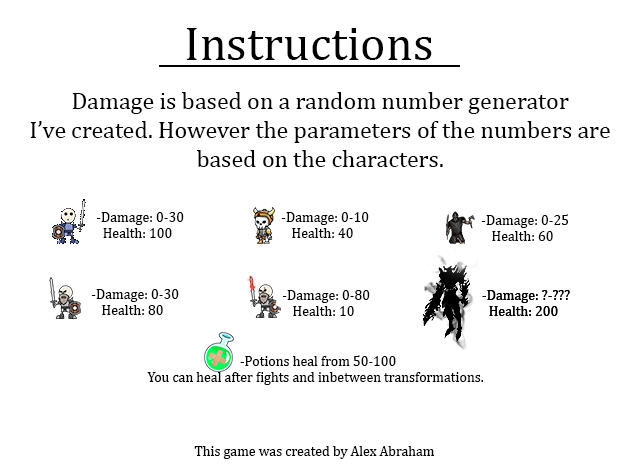 Instructions
Damage is based on a random number generator
I've created. However the parameters of the numbers are
based on the characters.
-Damage: 0-30
Health: 100
-Damage: 0-10
Health: 40
-Damage: 0-25
Health: 60
-Damage: 0-30
Health: 80
-Damage: 0-80
Health: 10
-Damage: ?-???
Health: 200
-Potions heal from 50-100
You can heal after fights and inbetween transformations.
This game was created by Alex Abraham